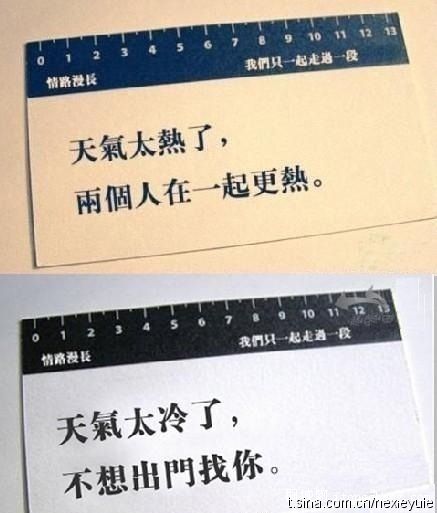 0 1 2 3 4 5 6 7 8 9 10 11 12 13
情路漫長 我們只一起走過一段
天氣太熱了，
兩個人在一起更熱。
0 1 2 3 4 5 6 7 8 9 10 11 12 13
情路漫長 我們只一起走過一段
天氣太冷了，
不想出門找你。
t.sina.com.cn/nexieyuje